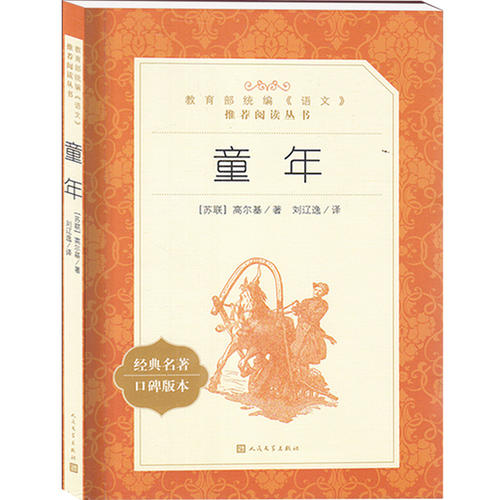 教育部统编《语文》
推荐阅读丛书
童年
[苏联] 高尔基/著 刘辽逸/译
经典名著
口碑版本
人民文学出版社
教育部统编《语文》
推荐阅读丛书
童年
[苏联] 高尔基/著
刘辽逸/译